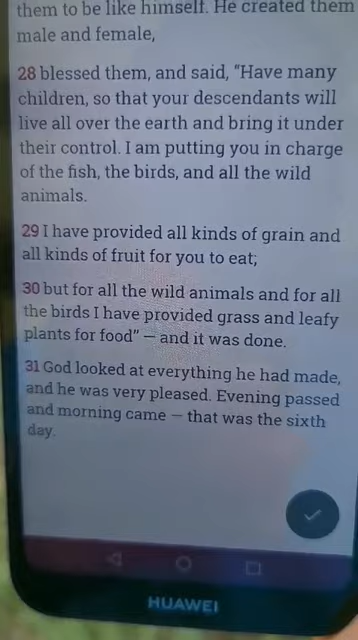 them to be like himself. He created them
male and female,
28 blessed them, and said, “Have many
children, so that your descendants will
live all over the earth and bring it under
their control. I am putting you in charge
of the fish, the birds, and all the wild
animals.
29 I have provided all kinds of grain and
all kinds of fruit for you to eat;
30 but for all the wild animals and for all
the birds I have provided grass and leafy
plants for food” — and it was done.
31 God looked at everything he had made,
and he was very pleased. Evening passed
and morning came — that was the sixth
day.
HUAWEI